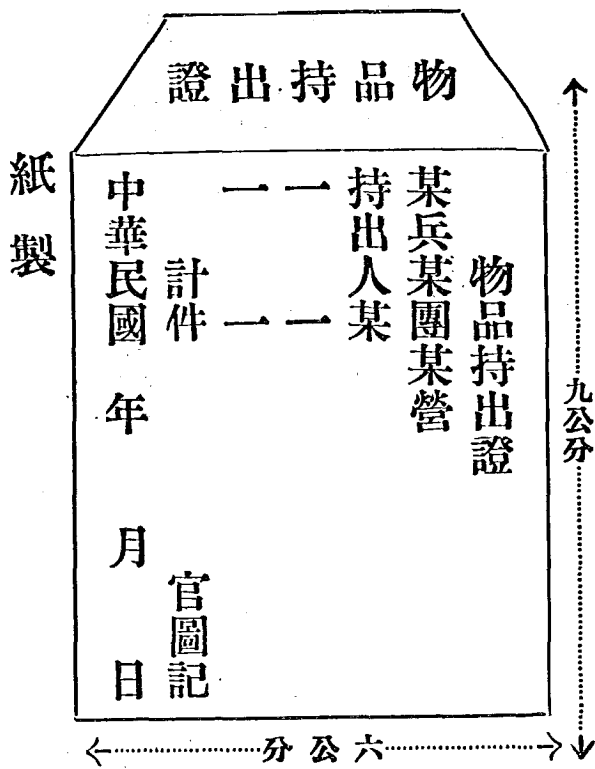 物品持出證
物品持出證
某兵某團某營
持出人某
一 一
一 一
計件 官圖記
中華民國 年 月 日
紙製
九公分
六公分